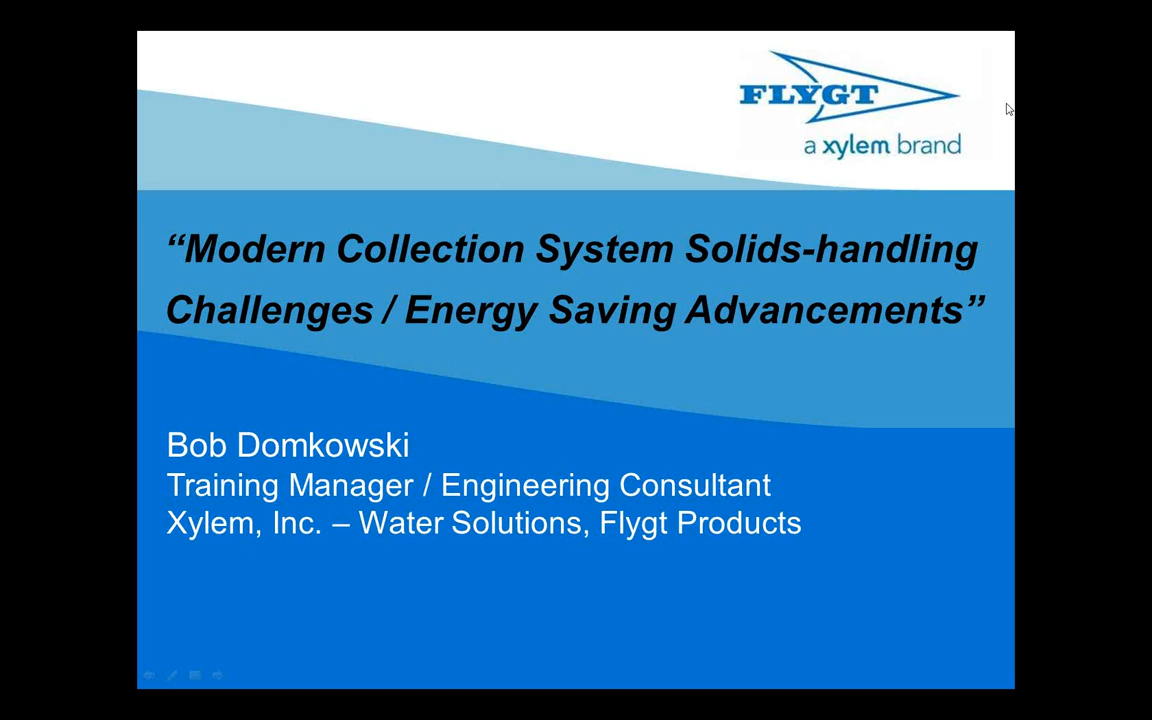 FLYGT
a xylem brand
“Modern Collection System Solids-handling
Challenges / Energy Saving Advancements”
Bob Domkowski
Training Manager / Engineering Consultant
Xylem, Inc. – Water Solutions, Flygt Products